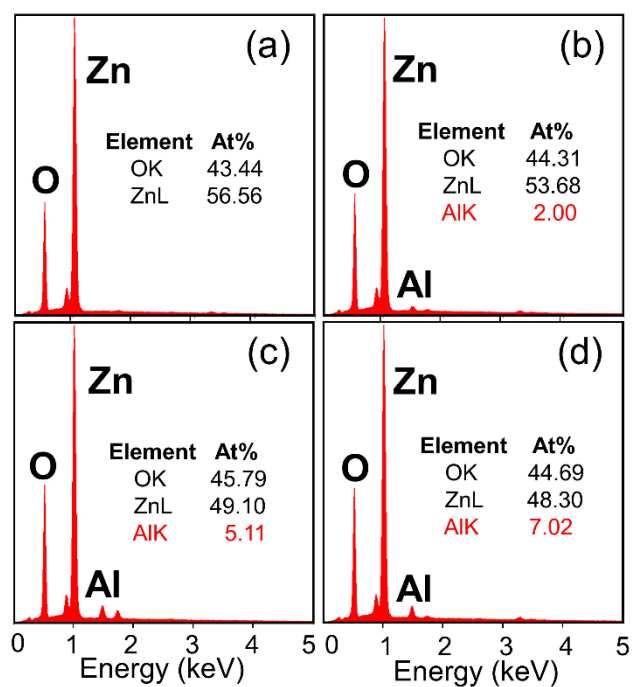 (a)
Zn
O
Element At%
OK 43.44
ZnL 56.56
(b)
Zn
O
Al
Element At%
OK 44.31
ZnL 53.68
AlK 2.00
(c)
Zn
O
Al
Element At%
OK 45.79
ZnL 49.10
AlK 5.11
0 1 2 3 4 5
Energy (keV)
(d)
Zn
O
Al
Element At%
OK 44.69
ZnL 48.30
AlK 7.02
0 1 2 3 4 5
Energy (keV)